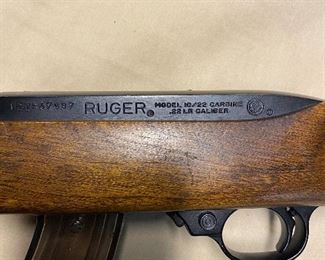 RUGER®
MODEL 10/22 CARBINE
.22 LR CALIBER
®